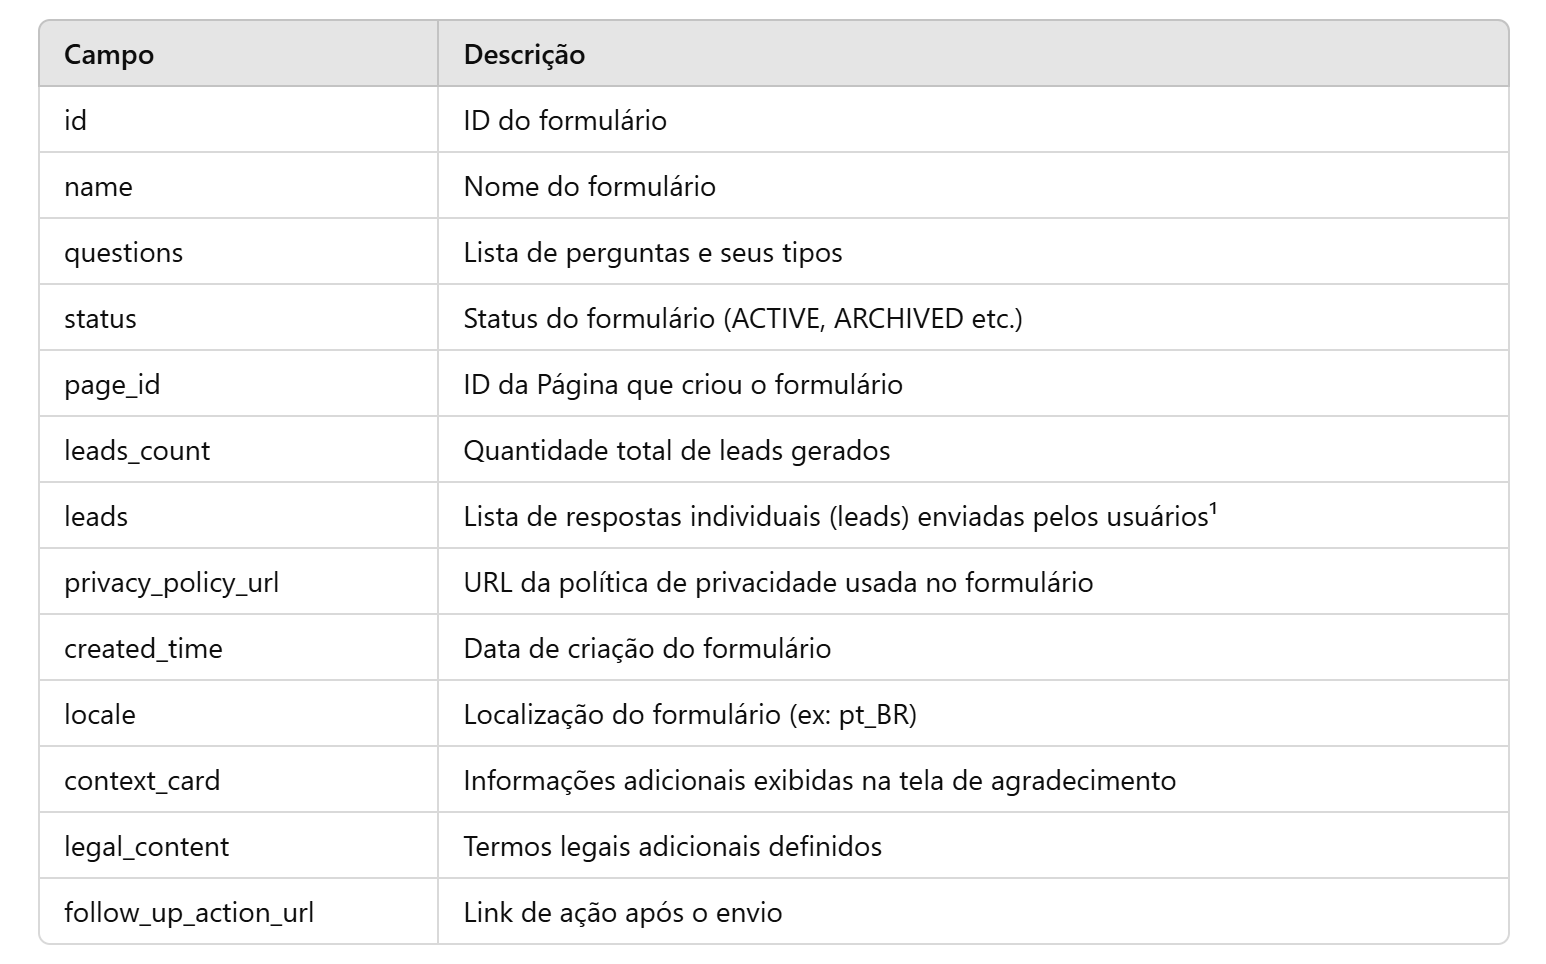 Campo Descrição
id ID do formulário
name Nome do formulário
questions Lista de perguntas e seus tipos
status Status do formulário (ACTIVE, ARCHIVED etc.)
page_id ID da Página que criou o formulário
leads_count Quantidade total de leads gerados
leads Lista de respostas individuais (leads) enviadas pelos usuários¹
privacy_policy_url URL da política de privacidade usada no formulário
created_time Data de criação do formulário
locale Localização do formulário (ex: pt_BR)
context_card Informações adicionais exibidas na tela de agradecimento
legal_content Termos legais adicionais definidos
follow_up_action_url Link de ação após o envio